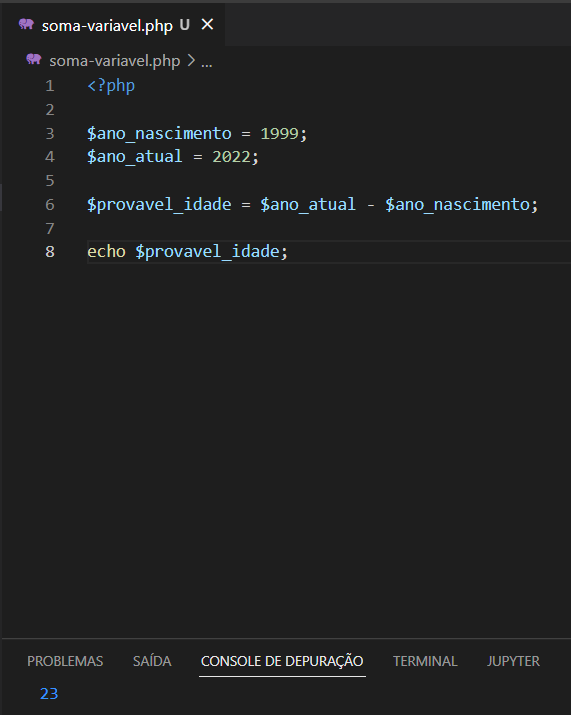 soma-variavel.php U ×
soma-variavel.php > ...
1 <?php
2
3 $ano_nascimento = 1999;
4 $ano_atual = 2022;
5
6 $provavel_idade = $ano_atual - $ano_nascimento;
7
8 echo $provavel_idade;
PROBLEMAS SAÍDA CONSOLE DE DEPURAÇÃO TERMINAL JUPYTER
23